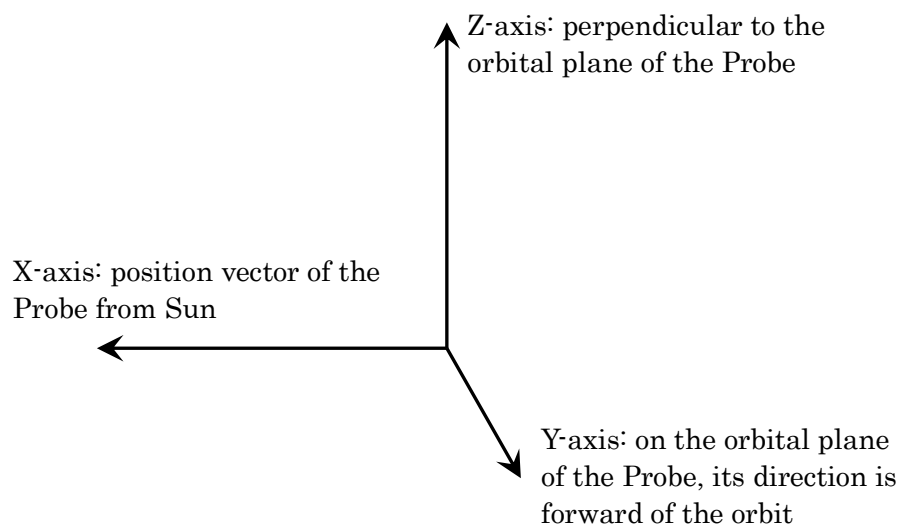 Z-axis: perpendicular to the
orbital plane of the Probe
X-axis: position vector of the
Probe from Sun
Y-axis: on the orbital plane
of the Probe, its direction is
forward of the orbit